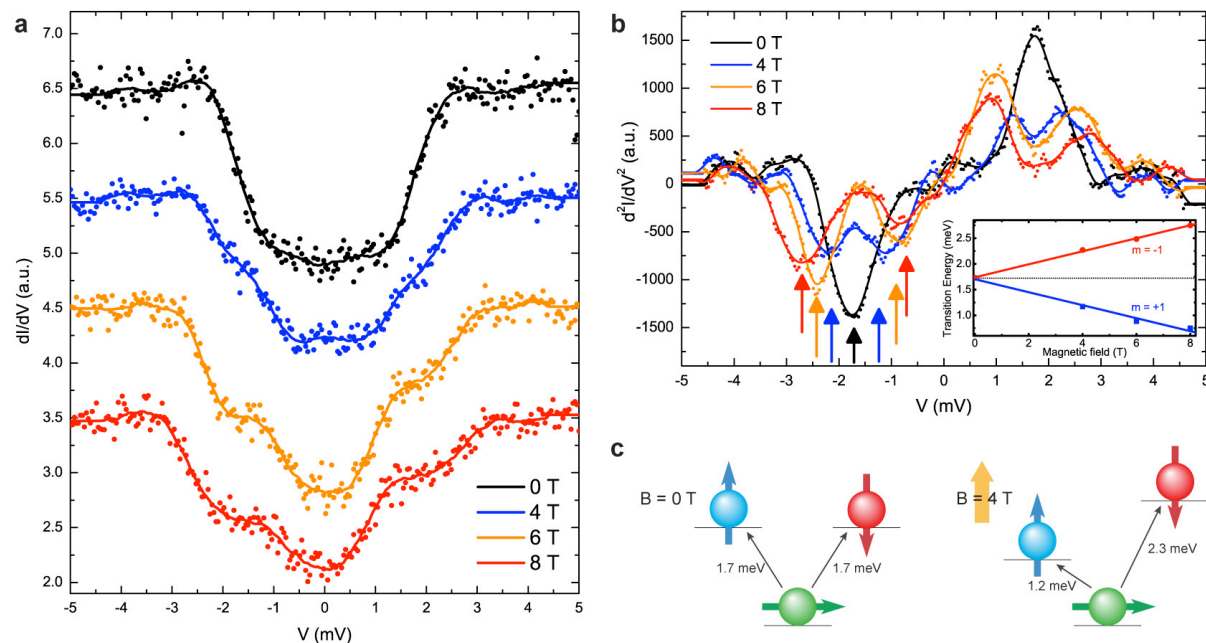 a
7.0
6.5
6.0
5.5
5.0
4.5
4.0
3.5
3.0
2.5
2.0
dI/dV (a.u.)
0 T
4 T
6 T
8 T
-5 -4 -3 -2 -1 0 1 2 3 4 5
V (mV)
b
1500
1000
500
0
-500
-1000
-1500
d²I/dV² (a.u.)
0 T
4 T
6 T
8 T
Transition Energy (meV)
2.5
2.0
1.5
1.0
m = -1
m = +1
0 2 4 6 8
Magnetic field (T)
-5 -4 -3 -2 -1 0 1 2 3 4 5
V (mV)
c
B = 0 T
1.7 meV
1.7 meV
B = 4 T
1.2 meV
2.3 meV